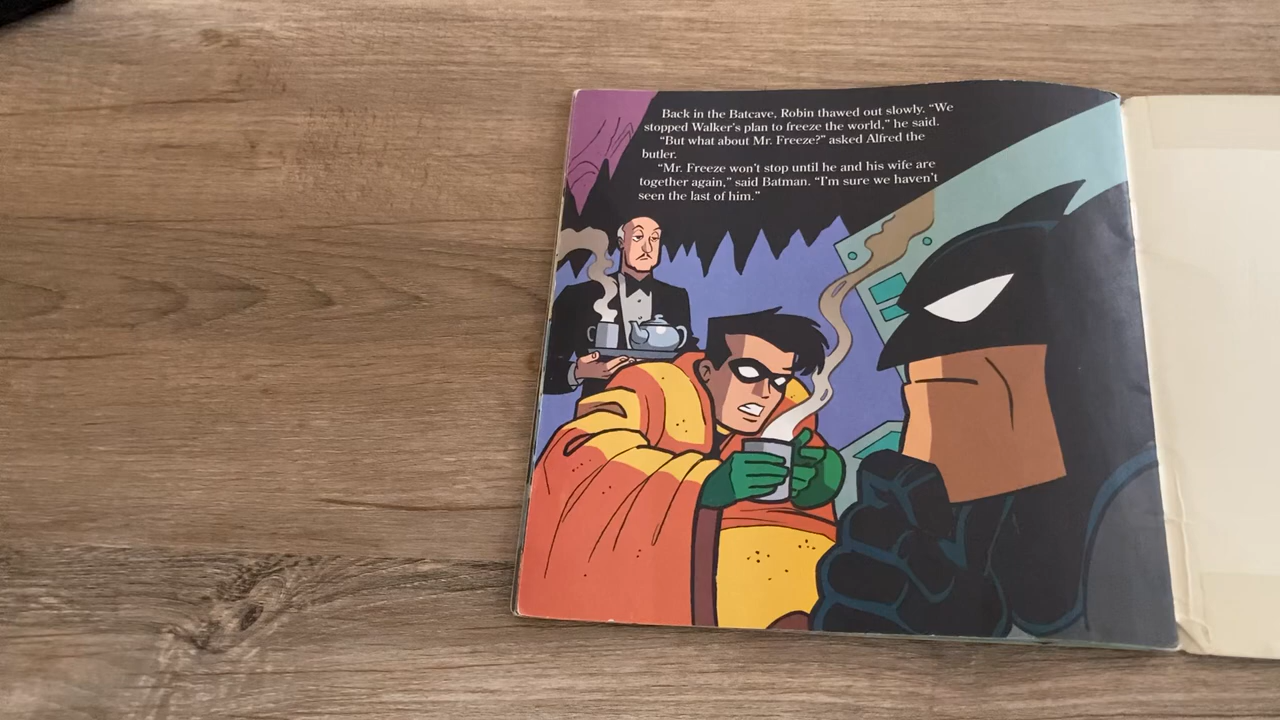 Back in the Batcave, Robin thawed out slowly. “We
stopped Walker’s plan to freeze the world,” he said.
“But what about Mr. Freeze?” asked Alfred the
butler.
“Mr. Freeze won’t stop until he and his wife are
together again,” said Batman. “I’m sure we haven’t
seen the last of him.”